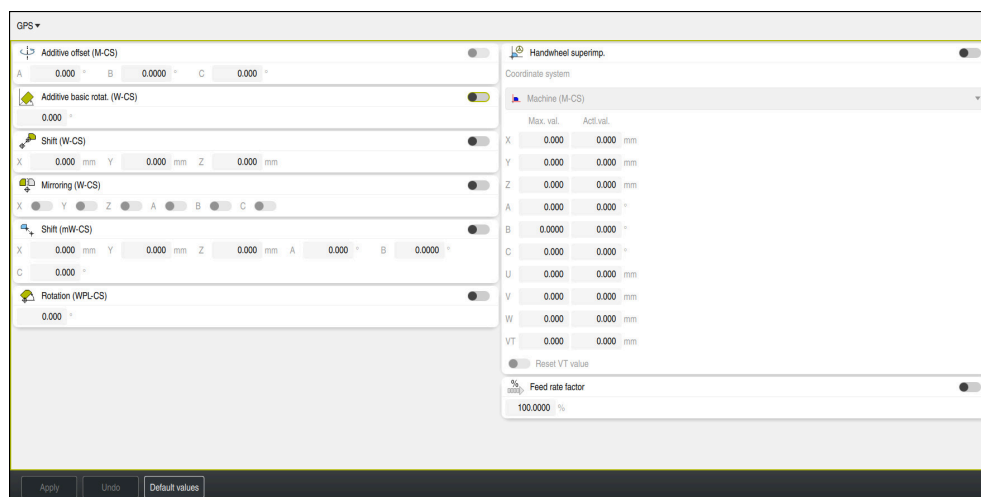 GPS
Additive offset (M-CS)
A 0.000 ° B 0.0000 ° C 0.000 °
Additive basic rotat. (W-CS)
0.000 °
Shift (W-CS)
X 0.000 mm Y 0.000 mm Z 0.000 mm
Mirroring (W-CS)
X Y Z A B C
Shift (mW-CS)
X 0.000 mm Y 0.000 mm Z 0.000 mm A 0.000 ° B 0.0000 °
C 0.000 °
Rotation (WPL-CS)
0.000 °
Handwheel superimp.
Coordinate system
Machine (M-CS)
Max. val. Actl.val.
X 0.000 0.000 mm
Y 0.000 0.000 mm
Z 0.000 0.000 mm
A 0.000 0.000 °
B 0.0000 0.000 °
C 0.000 0.000 °
U 0.000 0.000 mm
V 0.000 0.000 mm
W 0.000 0.000 mm
VT 0.000 0.000 mm
Reset VT value
% Feed rate factor
100.0000 %
Apply Undo Default values